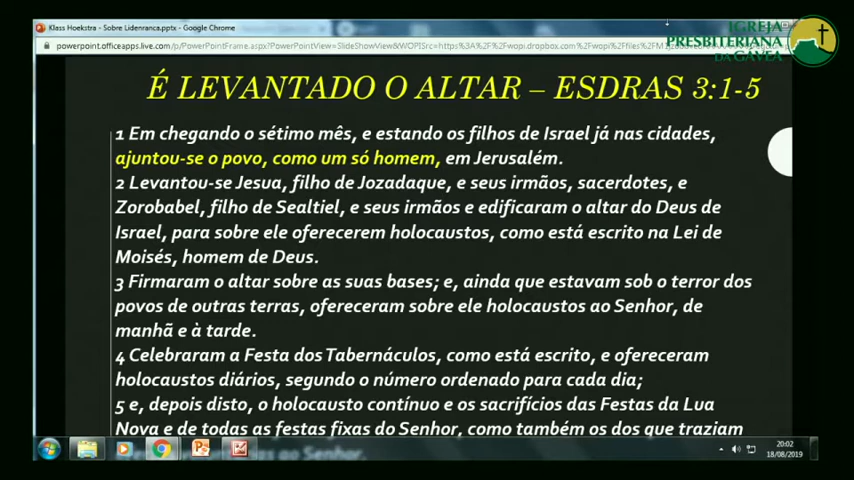 Klass Hoekstra - Sobre Lidenranca.pptx - Google Chrome
IGREJA
PRESBITERIANA
DA GÁVEA
É LEVANTADO O ALTAR – ESDRAS 3:1-5
1 Em chegando o sétimo mês, e estando os filhos de Israel já nas cidades,
ajuntou-se o povo, como um só homem, em Jerusalém.
2 Levantou-se Jesua, filho de Jozadaque, e seus irmãos, sacerdotes, e
Zorobabel, filho de Sealtiel, e seus irmãos e edificaram o altar do Deus de
Israel, para sobre ele oferecerem holocaustos, como está escrito na Lei de
Moisés, homem de Deus.
3 Firmaram o altar sobre as suas bases; e, ainda que estavam sob o terror dos
povos de outras terras, ofereceram sobre ele holocaustos ao Senhor, de
manhã e à tarde.
4 Celebraram a Festa dos Tabernáculos, como está escrito, e ofereceram
holocaustos diários, segundo o número ordenado para cada dia;
5 e, depois disto, o holocausto contínuo e os sacrifícios das Festas da Lua
Nova e de todas as festas fixas do Senhor, como também os dos que traziam
ao Senhor.
20:02
18/08/2019